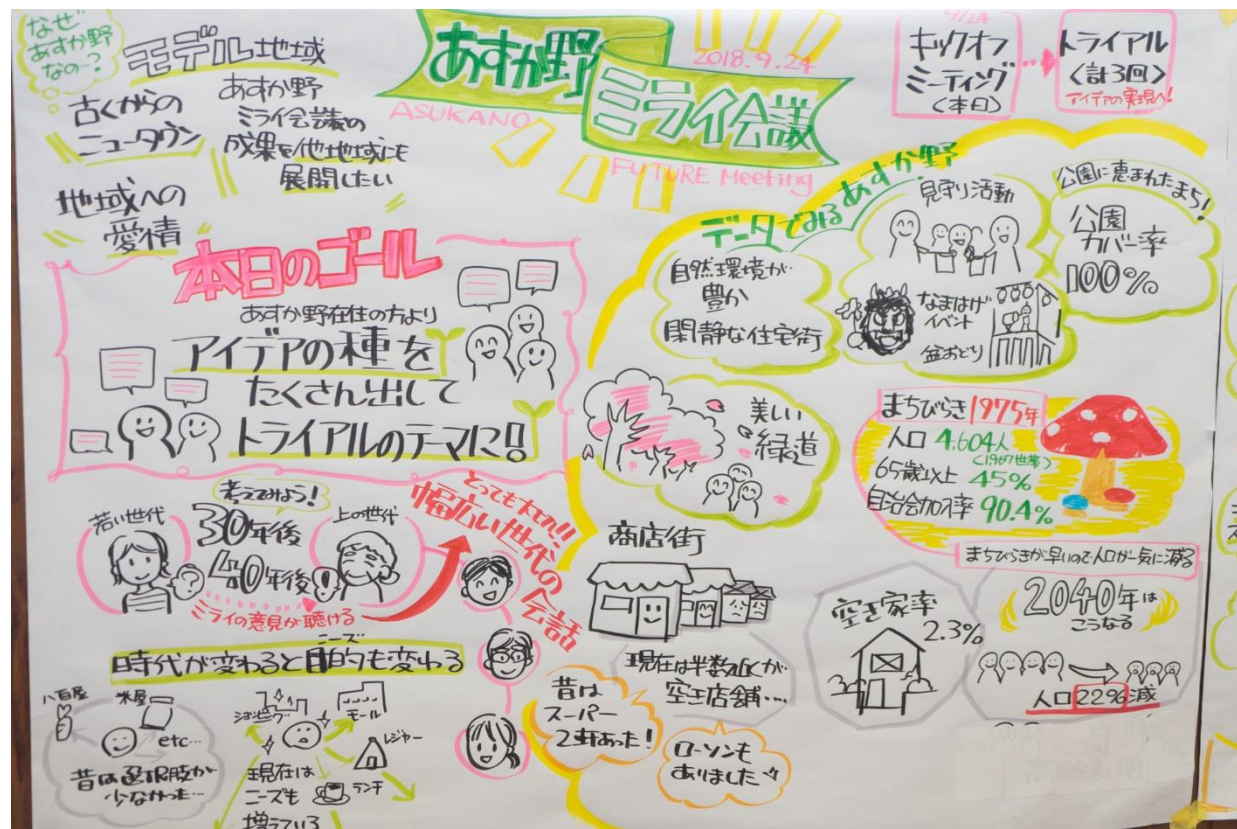 なぜ
あすか野
なの…?
モデル地域
古くからの
ニュータウン
地域への
愛情
あすか野
ミライ会議の
成果を他地域にも
展開したい
あすか野
ミライ会議
2018.9.24
ASUKANO
FUTURE Meeting
9/24
キックオフ
ミーティング
<本日>
トライアル
<計3回>
アイデアの実現へ!
本日のゴール
あすか野在住の方より
アイデアの種を
たくさん出して
トライアルのテーマに!!
データでみるあすか野
自然環境が
豊か
閑静な住宅街
見守り活動
なまはげ
イベント
盆おどり
公園に恵まれたまち!
公園
カバー率
100%
美しい
緑道
まちびらき1975年
人口 4.604人
(1967世帯)
65歳以上 45%
自治会加入率 90.4%
まちびらきが早いので人口が一気に減る
2040年は
こうなる
人口22%減
空き家率
2.3%
商店街
現在は半数近くが
空き店舗….
昔は
スーパー
2軒あった!
ローソンも
ありました
考えてみよう!
若い世代
30年後
40年後
上の世代
ミライの意見が聴ける
とっても大切!!
幅広い世代の
会話
ニーズ
時代が変わると目的も変わる
八百屋
米屋
etc…
昔は選択肢が
少なかった…
ショッピング
モール
レジャー
ランチ
現在は
ニーズも
増えている